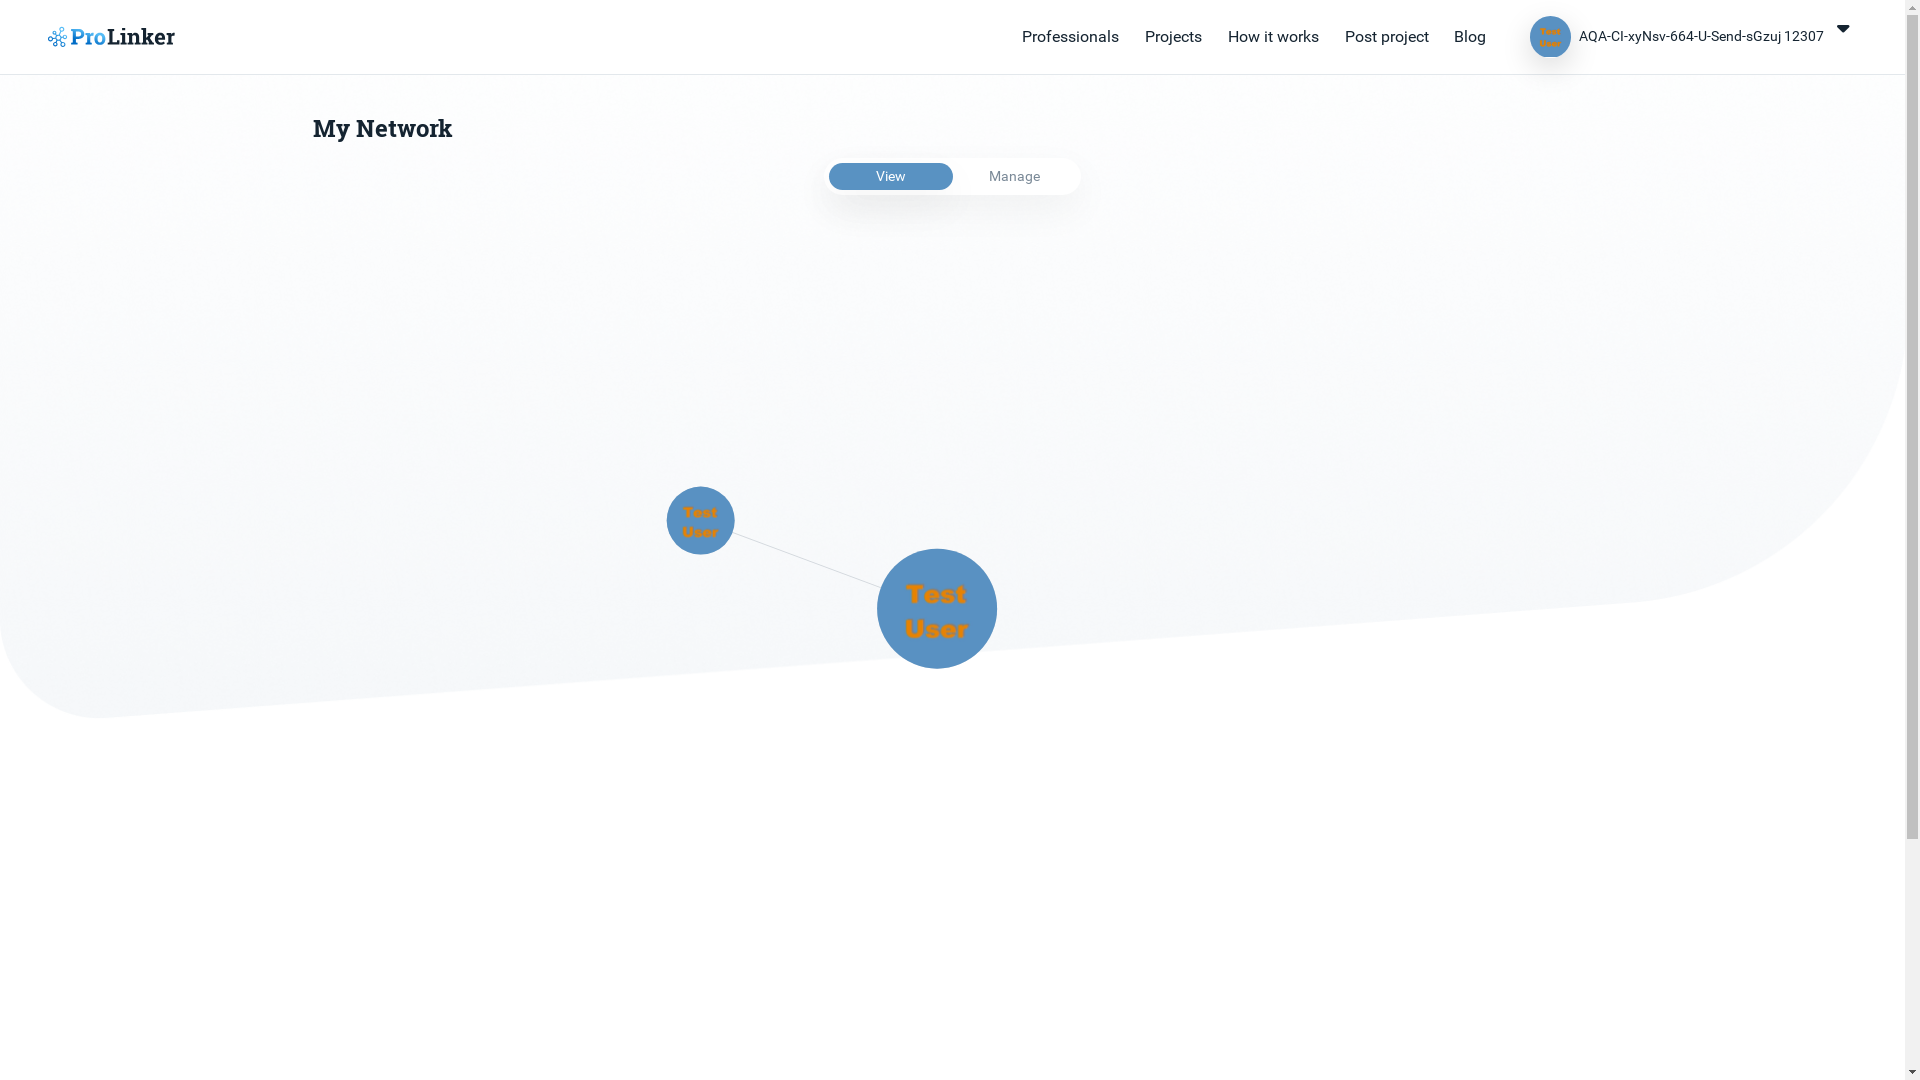 ProLinker
Professionals
Projects
How it works
Post project
Blog
Test
User
AQA-CI-xyNsv-664-U-Send-sGzuj 12307
My Network
View
Manage
Test
User
Test
User